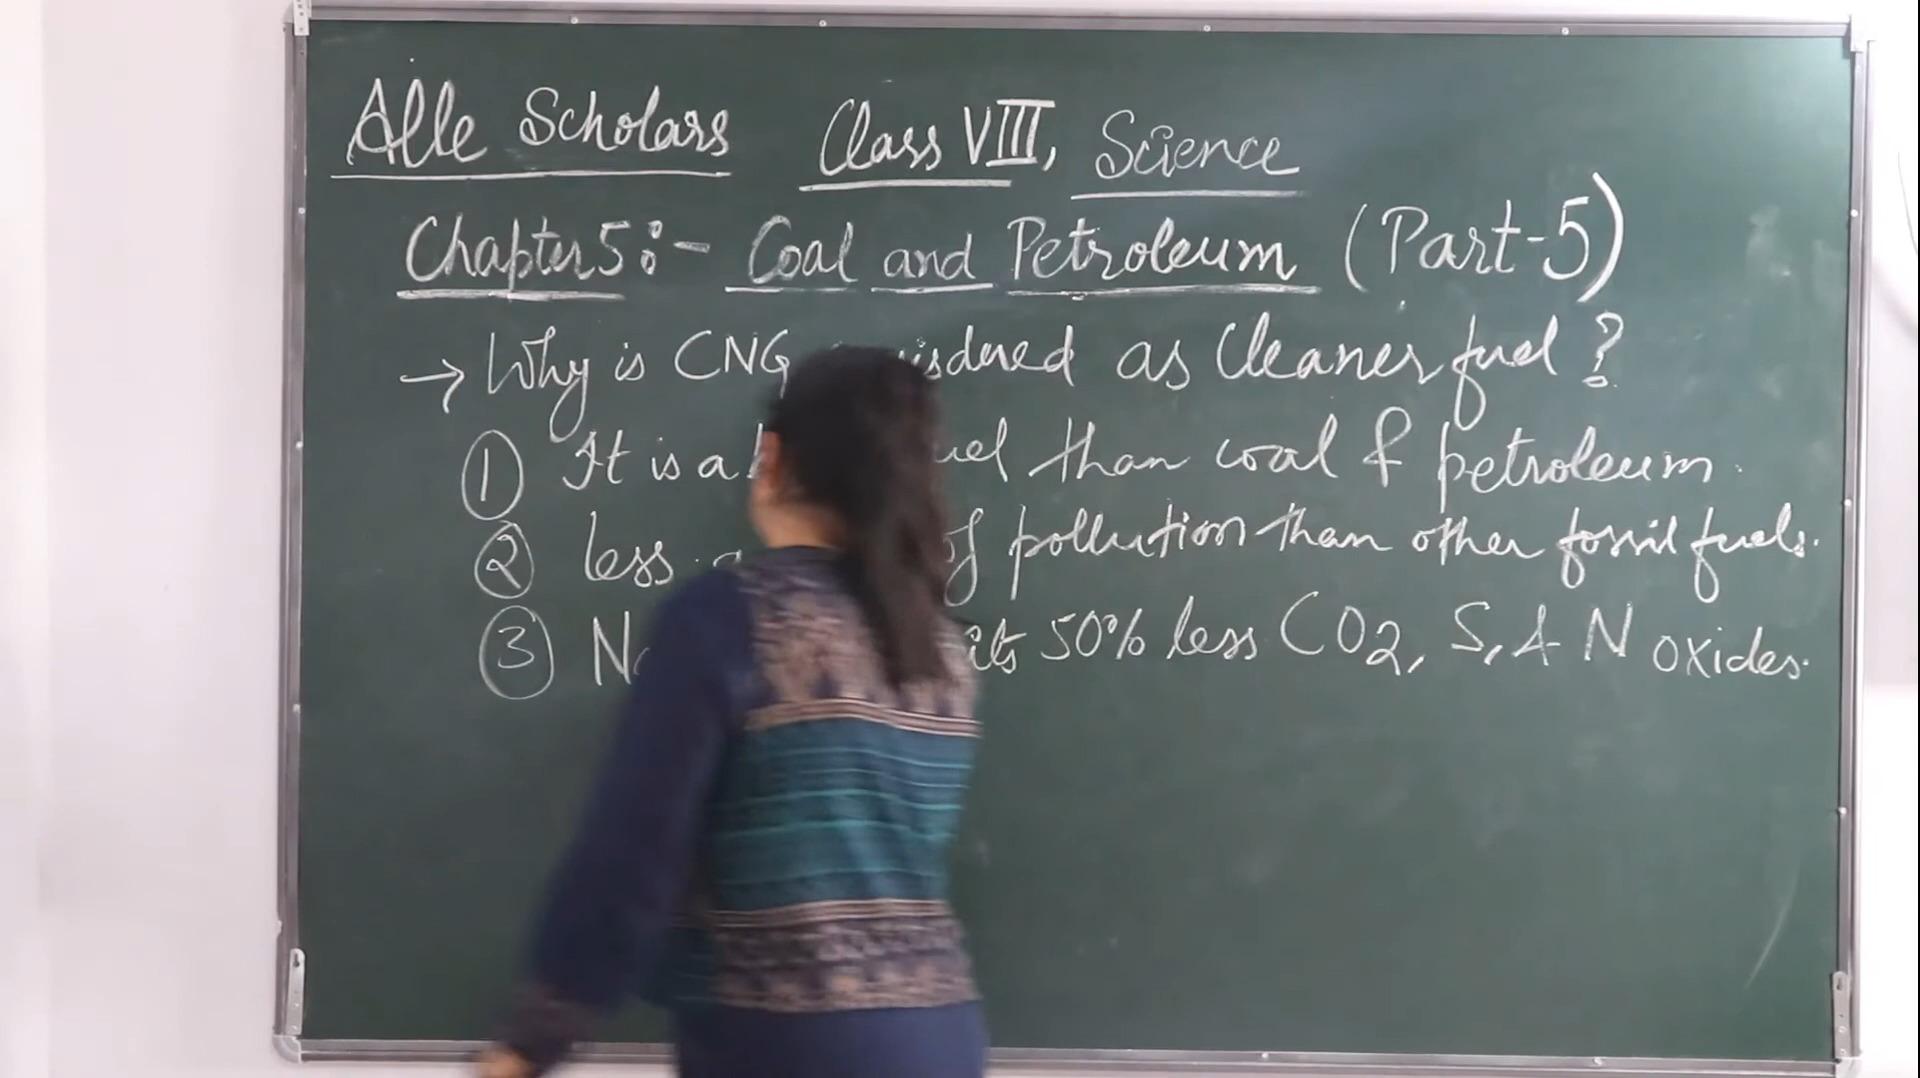 Alle Scholars Class VIII, Science
Chapter 5:- Coal and Petroleum (Part-5)
→ Why is CNG as Cleaner fuel ?
① It is a than coal & petroleum.
② less of pollution than other fossil fuels.
③ 50% less CO2, S, & N oxides.